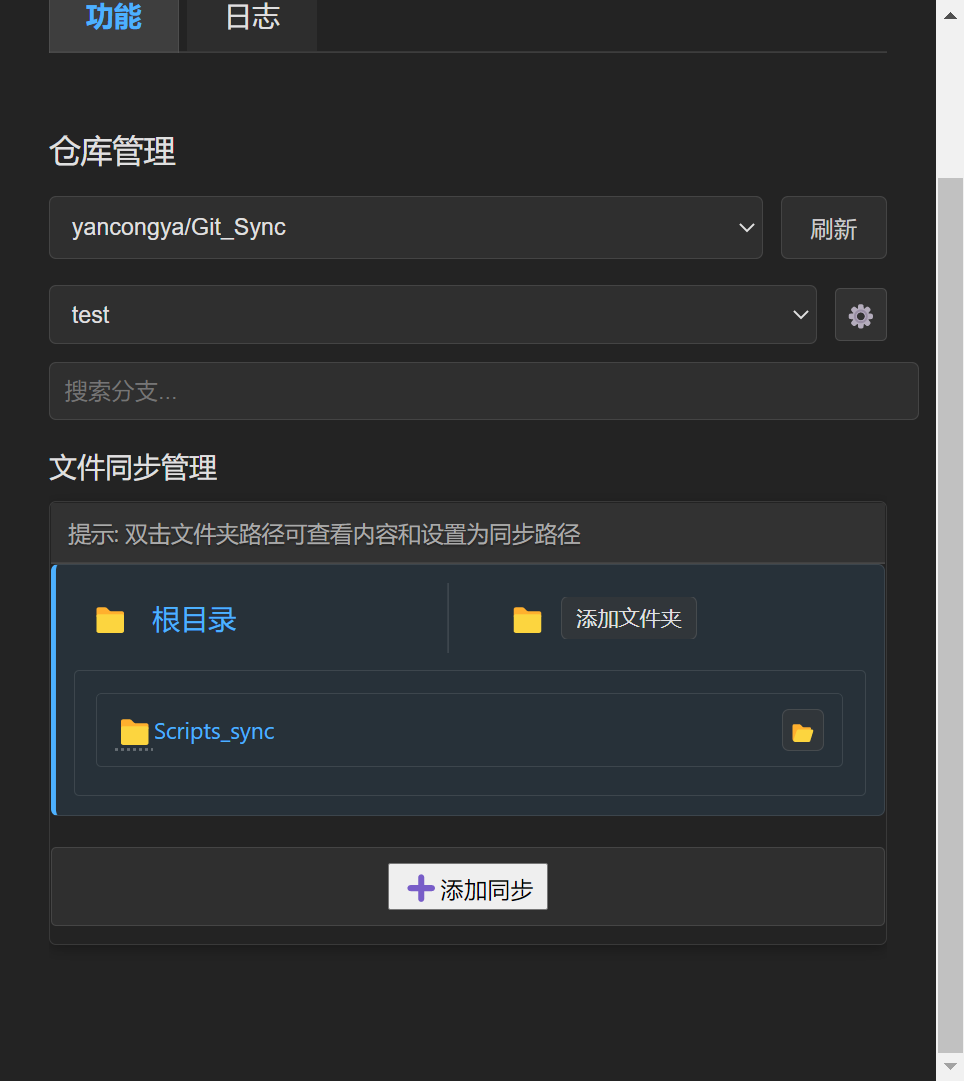 功能 日志
仓库管理
yancongya/Git_Sync 刷新
test
搜索分支...
文件同步管理
提示: 双击文件夹路径可查看内容和设置为同步路径
根目录 添加文件夹
Scripts_sync
添加同步